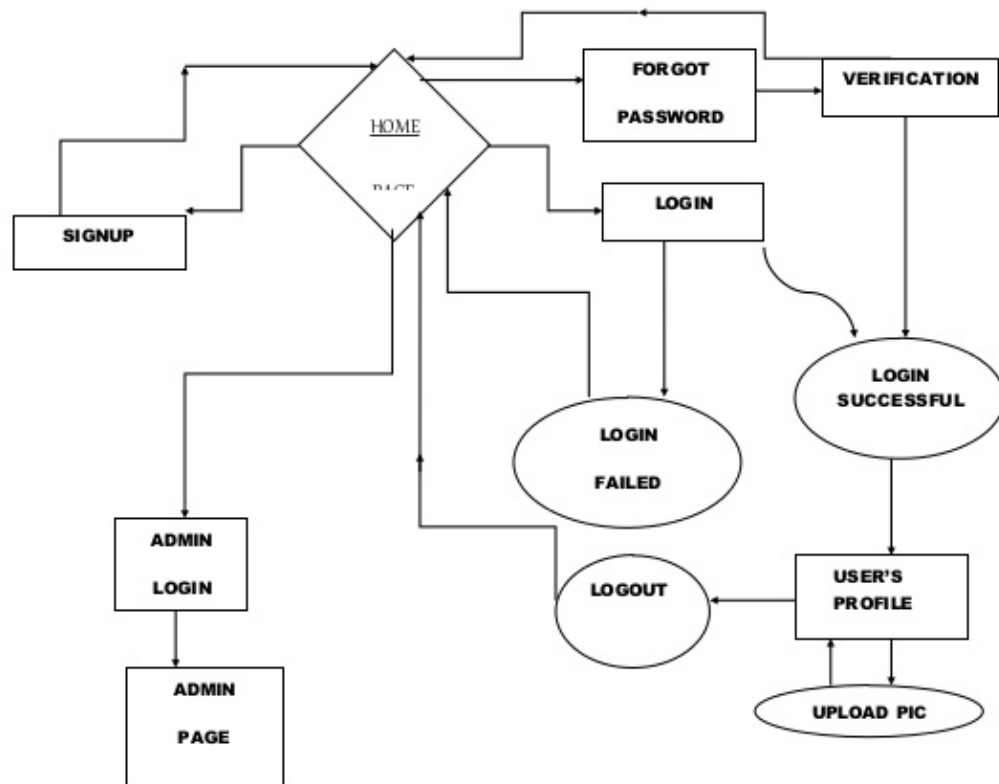 FORGOT
PASSWORD
VERIFICATION
HOME
SIGNUP
LOGIN
LOGIN
SUCCESSFUL
LOGIN
FAILED
ADMIN
LOGIN
LOGOUT
USER'S
PROFILE
ADMIN
PAGE
UPLOAD PIC